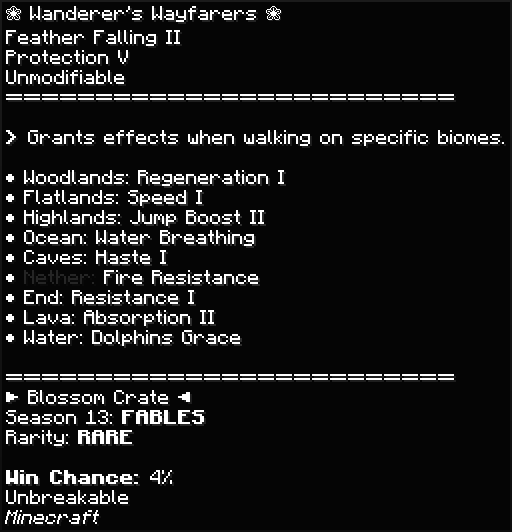 ❀ Wanderer's Wayfarers ❀
Feather Falling II
Protection V
Unmodifiable
==========================
> Grants effects when walking on specific biomes.
• Woodlands: Regeneration I
• Flatlands: Speed I
• Highlands: Jump Boost II
• Ocean: Water Breathing
• Caves: Haste I
• Nether: Fire Resistance
• End: Resistance I
• Lava: Absorption II
• Water: Dolphins Grace
==========================
► Blossom Crate ◄
Season 13: FABLES
Rarity: RARE
Win Chance: 4%
Unbreakable
Minecraft